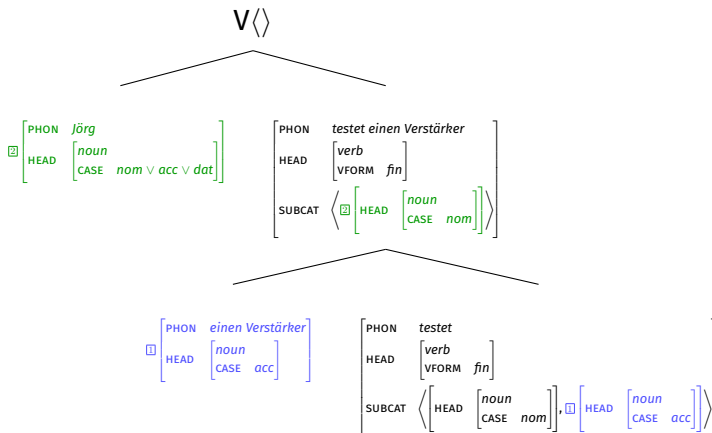 V⟨⟩
PHON Jörg
2 HEAD noun
CASE nom ∨ acc ∨ dat
PHON testet einen Verstärker
HEAD verb
VFORM fin
SUBCAT ⟨ 2 [HEAD [noun
CASE nom]] ⟩
PHON einen Verstärker
1 HEAD noun
CASE acc
PHON testet
HEAD verb
VFORM fin
SUBCAT ⟨ [HEAD [noun
CASE nom]], 1 [HEAD [noun
CASE acc]] ⟩